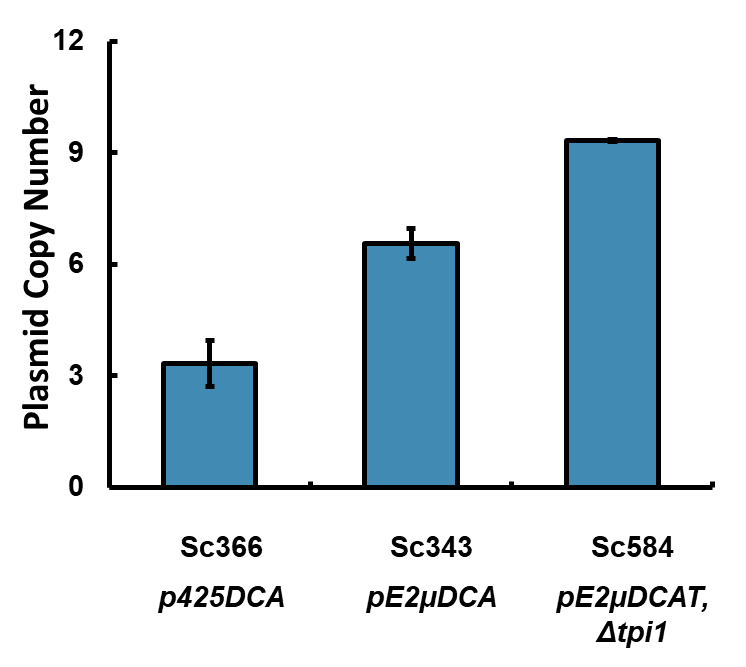 Plasmid Copy Number
12
9
6
3
0
Sc366
Sc343
Sc584
p425DCA
pE2μDCA
pE2μDCAT,
Δtpi1